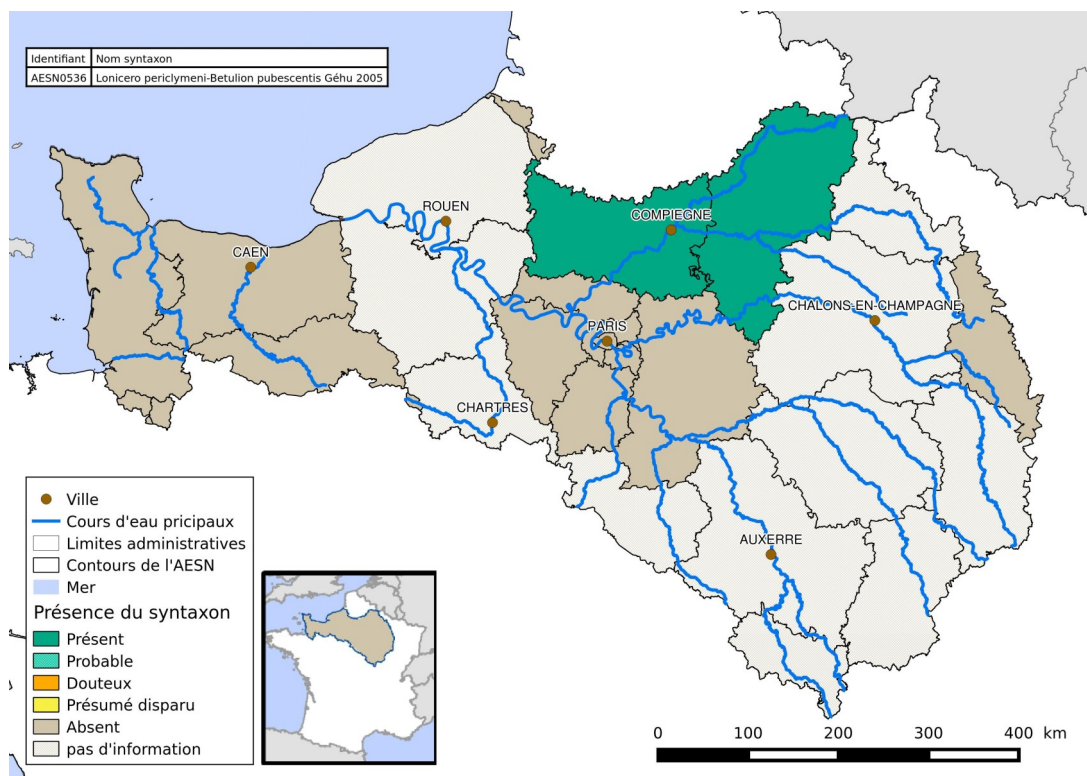 Identifiant Nom syntaxon
AESN0536 Lonicero periclymeni-Betulion pubescentis Géhu 2005
ROUEN
COMPIEGNE
CAEN
CHALONS-EN-CHAMPAGNE
PARIS
CHARTRES
AUXERRE
Ville
Cours d'eau pricipaux
Limites administratives
Contours de l'AESN
Mer
Présence du syntaxon
Présent
Probable
Douteux
Présumé disparu
Absent
pas d'information
0 100 200 300 400 km